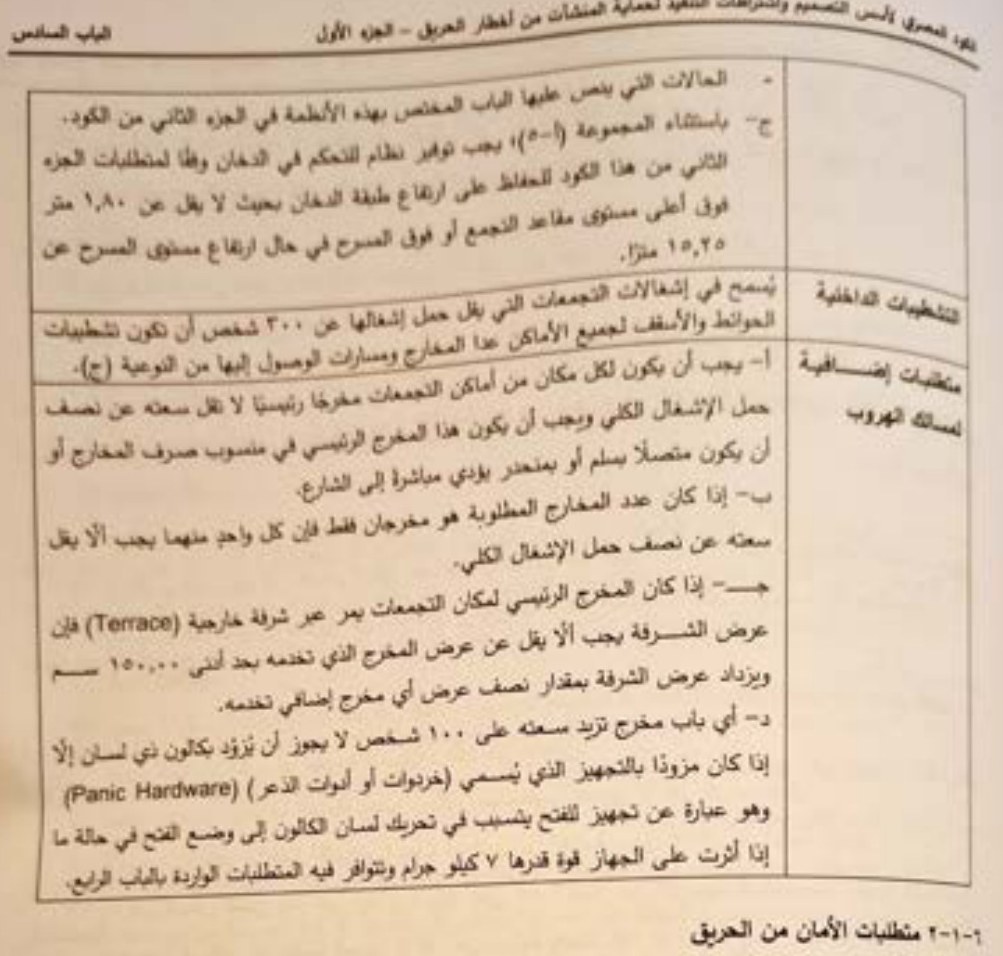 الكود المصري لأسس التصميم واشتراطات التنفيذ لحماية المنشآت من أخطار الحريق – الجزء الأول
الباب السادس
- الحالات التي ينص عليها الباب المختص بهذه الأنظمة في الجزء الثاني من الكود.
ج- باستثناء المجموعة (أ-٥)، يجب توفير نظام للتحكم في الدخان وفقًا لمتطلبات الجزء
الثاني من هذا الكود للحفاظ على ارتفاع طبقة الدخان بحيث لا يقل عن ١,٨٠ متر
فوق أعلى مستوى مقاعد التجمع أو فوق المسرح في حال ارتفاع مستوى المسرح عن
١٥,٢٥ مترًا.
التشطيبات الداخلية
يُسمح في إشغالات التجمعات التي يقل حمل إشغالها عن ٣٠٠ شخص أن تكون تشطيبات
الحوائط والأسقف لجميع الأماكن عدا المخارج ومسارات الوصول إليها من النوعية (ج).
متطلبات إضـــــافيـة
لمسالك الهروب
أ- يجب أن يكون لكل مكان من أماكن التجمعات مخرجًا رئيسيًا لا تقل سعته عن نصف
حمل الإشغال الكلي ويجب أن يكون هذا المخرج الرئيسي في منسوب صرف المخارج أو
أن يكون متصلًا بسلم أو بمنحدر يؤدي مباشرة إلى الشارع.
ب- إذا كان عدد المخارج المطلوبة هو مخرجان فقط فإن كل واحدٍ منهما يجب ألّا يقل
سعته عن نصف حمل الإشغال الكلي.
جـــ- إذا كان المخرج الرئيسي لمكان التجمعات يمر عبر شرفة خارجية (Terrace) فإن
عرض الشــرفة يجب ألّا يقل عن عرض المخرج الذي تخدمه بحد أدنى ١٥٠,٠٠ ســـم
ويزداد عرض الشرفة بمقدار نصف عرض أي مخرج إضافي تخدمه.
د- أي باب مخرج تزيد سعته على ١٠٠ شخص لا يجوز أن يُزوّد بكالون ذي لسان إلّا
إذا كان مزودًا بالتجهيز الذي يُسمي (خردوات أو أدوات الذعر) (Panic Hardware)
وهو عبارة عن تجهيز للفتح يتسبب في تحريك لسان الكالون إلى وضع الفتح في حالة ما
إذا أثرت على الجهاز قوة قدرها ٧ كيلو جرام وتتوافر فيه المتطلبات الواردة بالباب الرابع.
٦-١-٢ متطلبات الأمان من الحريق